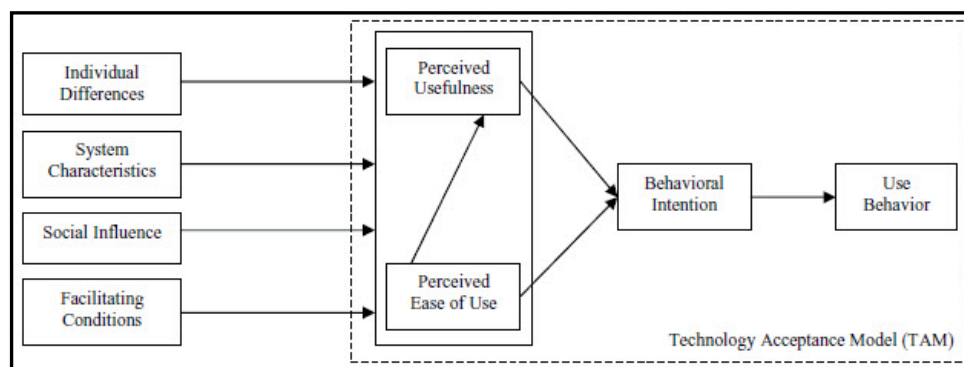 Individual
Differences
System
Characteristics
Social Influence
Facilitating
Conditions
Perceived
Usefulness
Perceived
Ease of Use
Behavioral
Intention
Use
Behavior
Technology Acceptance Model (TAM)